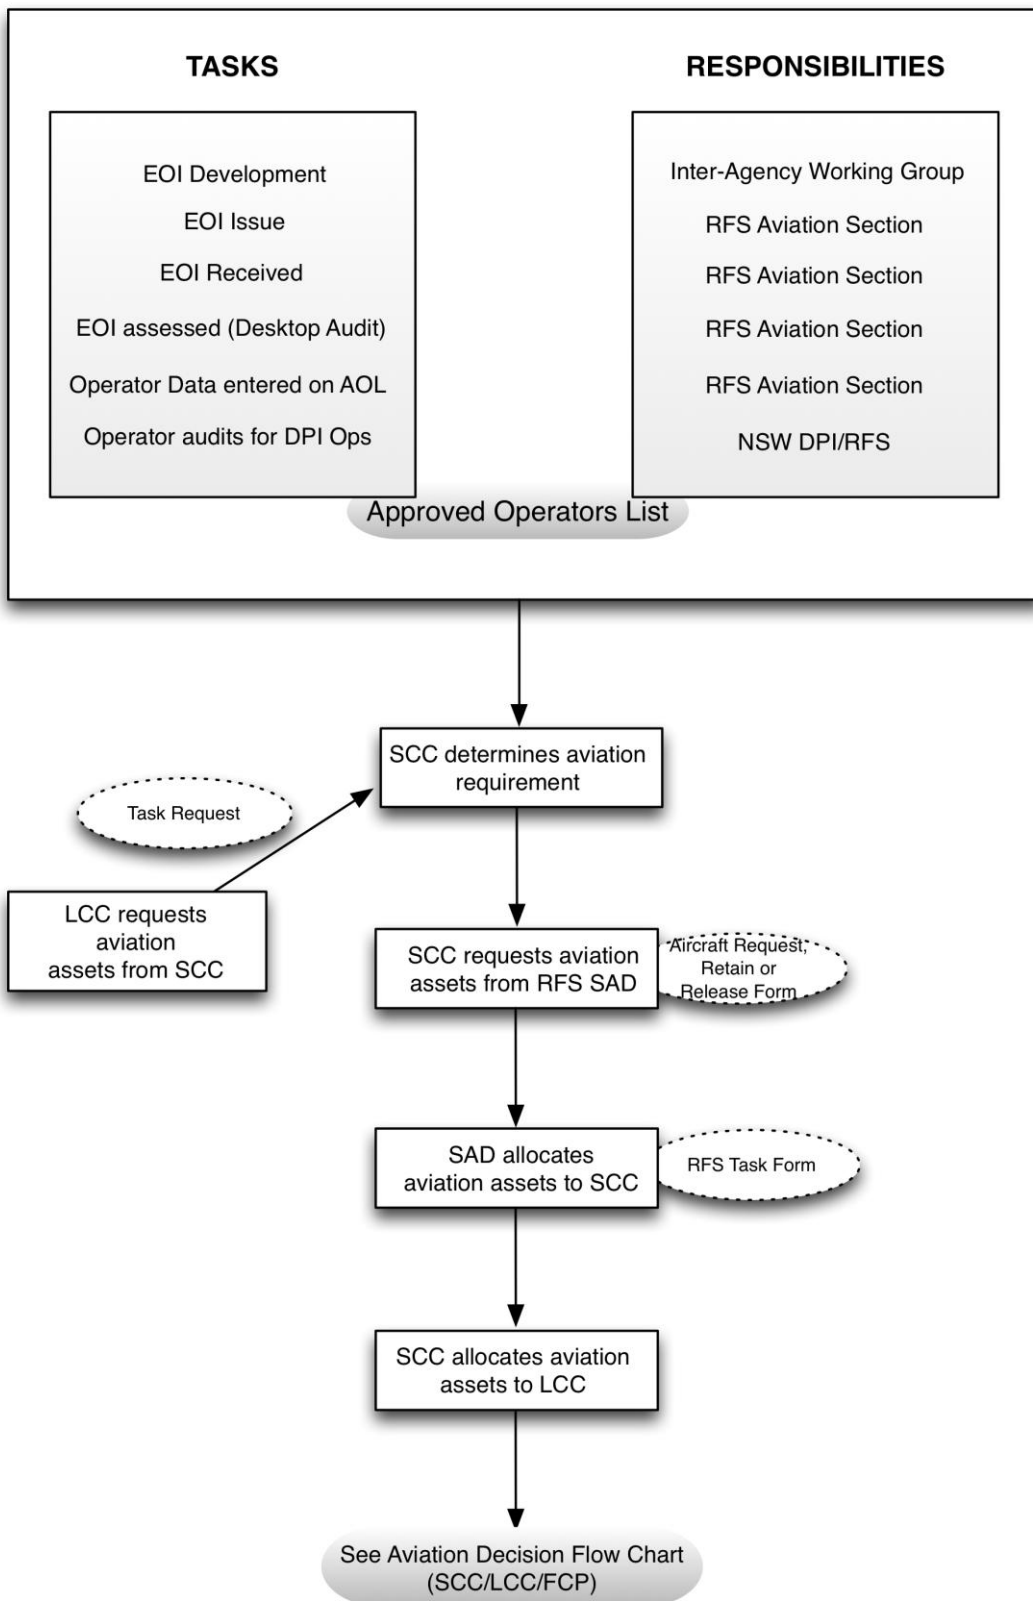 TASKS
RESPONSIBILITIES
EOI Development
Inter-Agency Working Group
EOI Issue
RFS Aviation Section
EOI Received
RFS Aviation Section
EOI assessed (Desktop Audit)
RFS Aviation Section
Operator Data entered on AOL
RFS Aviation Section
Operator audits for DPI Ops
NSW DPI/RFS
Approved Operators List
SCC determines aviation
requirement
Task Request
LCC requests
aviation
assets from SCC
SCC requests aviation
assets from RFS SAD
Aircraft Request,
Retain or
Release Form
SAD allocates
aviation assets to SCC
RFS Task Form
SCC allocates aviation
assets to LCC
See Aviation Decision Flow Chart
(SCC/LCC/FCP)